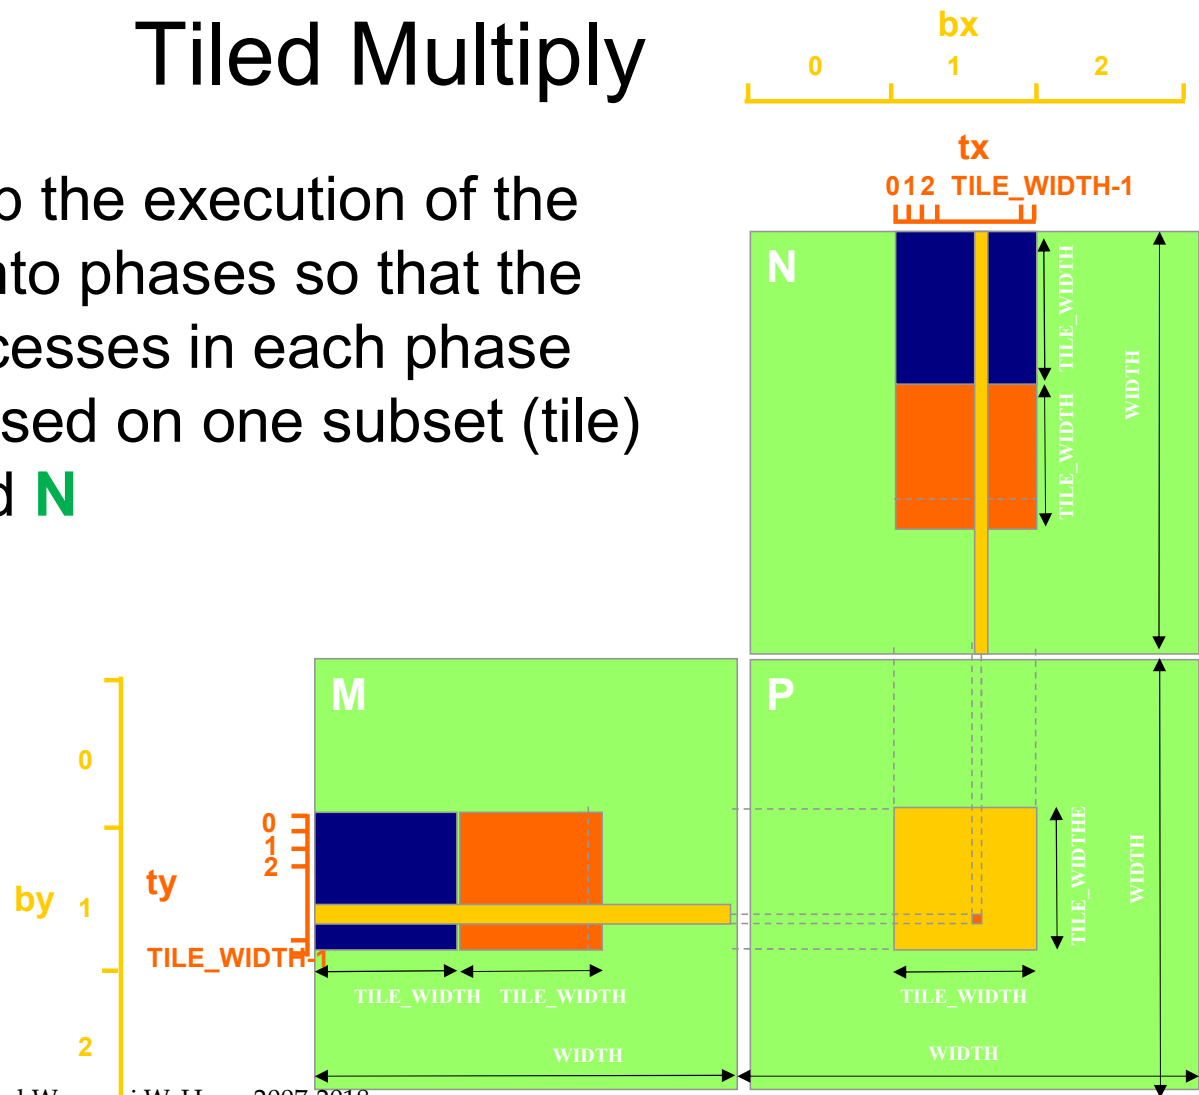 Tiled Multiply
bx
0 1 2
tx
0 1 2 TILE_WIDTH-1
p the execution of the
nto phases so that the
cesses in each phase
sed on one subset (tile)
d N
N
TILE_WIDTH
TILE_WIDTH
WIDTH
M
P
by
0
1
2
ty
0
1
2
TILE_WIDTH-1
TILE_WIDTH TILE_WIDTH
WIDTH
TILE_WIDTHE
WIDTH
TILE_WIDTH
WIDTH
2007-2018